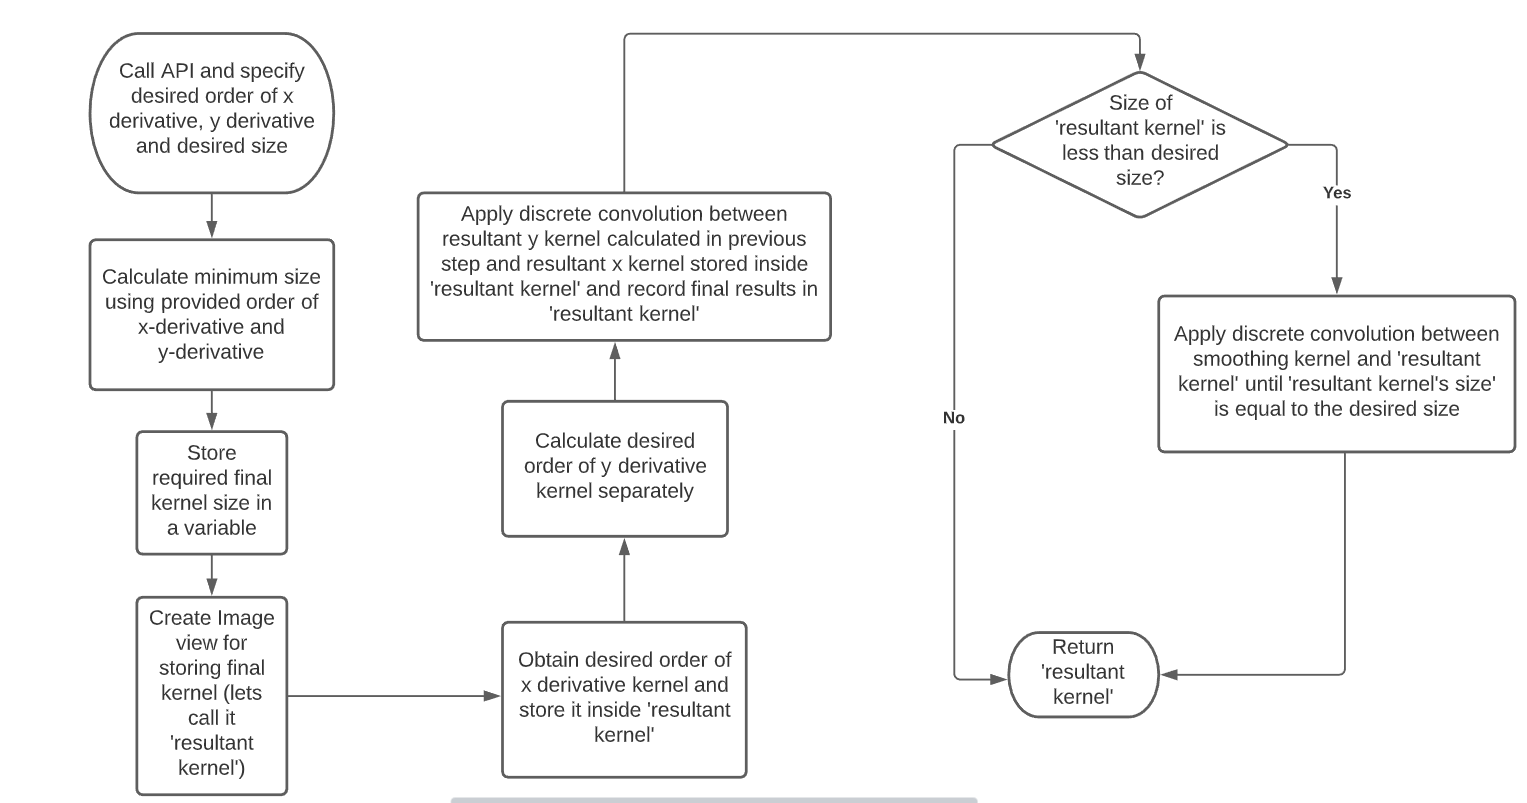 Call API and specify
desired order of x
derivative, y derivative
and desired size
Calculate minimum size
using provided order of
x-derivative and
y-derivative
Store
required final
kernel size in
a variable
Create Image
view for
storing final
kernel (lets
call it
'resultant
kernel')
Obtain desired order of
x derivative kernel and
store it inside 'resultant
kernel'
Calculate desired
order of y derivative
kernel separately
Apply discrete convolution between
resultant y kernel calculated in previous
step and resultant x kernel stored inside
'resultant kernel' and record final results in
'resultant kernel'
Size of
'resultant kernel' is
less than desired
size?
Yes
Apply discrete convolution between
smoothing kernel and 'resultant
kernel' until 'resultant kernel's size'
is equal to the desired size
No
Return
'resultant
kernel'